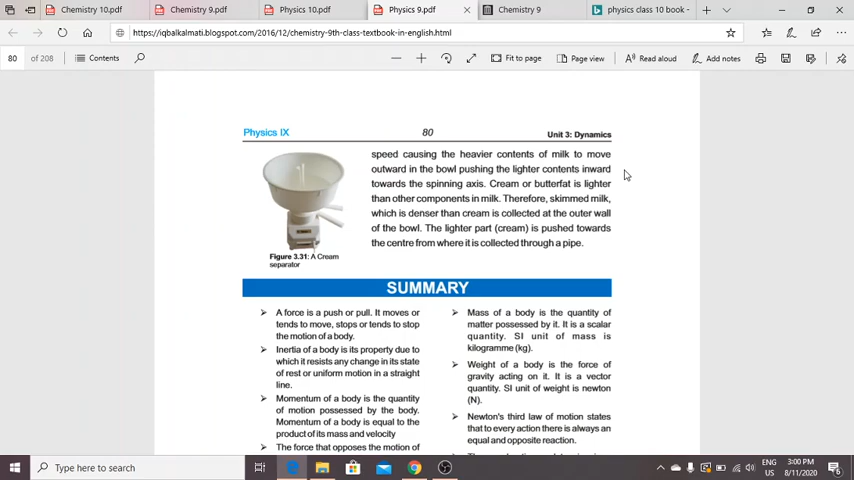 Chemistry 10.pdf
Chemistry 9.pdf
Physics 10.pdf
Physics 9.pdf
Chemistry 9
physics class 10 book -
https://iqbalkalmati.blogspot.com/2016/12/chemistry-9th-class-textbook-in-english.html
80 of 208
Contents
Fit to page
Page view
Read aloud
Add notes
Physics IX
80
Unit 3: Dynamics
speed causing the heavier contents of milk to move
outward in the bowl pushing the lighter contents inward
towards the spinning axis. Cream or butterfat is lighter
than other components in milk. Therefore, skimmed milk,
which is denser than cream is collected at the outer wall
of the bowl. The lighter part (cream) is pushed towards
the centre from where it is collected through a pipe.
Figure 3.31: A Cream
separator
SUMMARY
A force is a push or pull. It moves or
tends to move, stops or tends to stop
the motion of a body.
Inertia of a body is its property due to
which it resists any change in its state
of rest or uniform motion in a straight
line.
Momentum of a body is the quantity
of motion possessed by the body.
Momentum of a body is equal to the
product of its mass and velocity
The force that opposes the motion of
Mass of a body is the quantity of
matter possessed by it. It is a scalar
quantity. SI unit of mass is
kilogramme (kg).
Weight of a body is the force of
gravity acting on it. It is a vector
quantity. SI unit of weight is newton
(N).
Newton's third law of motion states
that to every action there is always an
equal and opposite reaction.
Type here to search
ENG
US
3:00 PM
8/11/2020